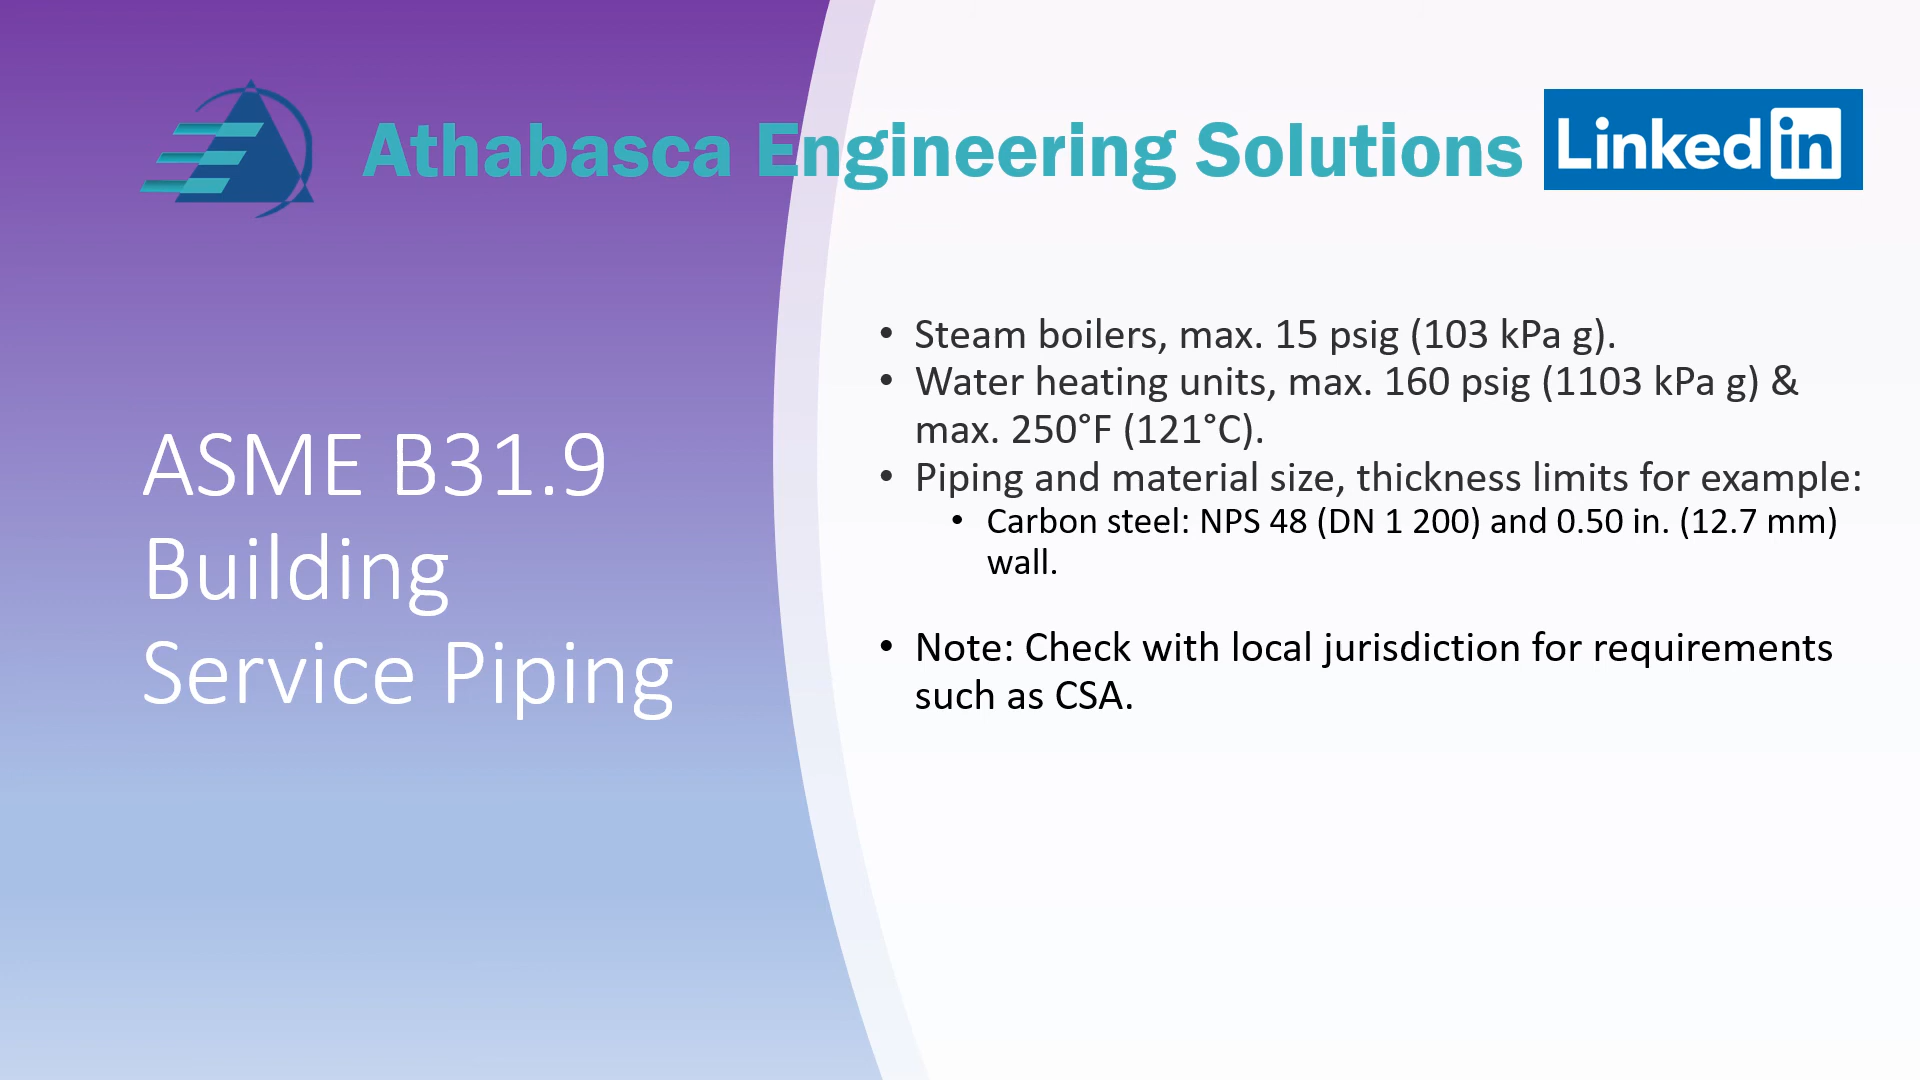 Athabasca Engineering Solutions
Linked in
ASME B31.9
Building
Service Piping
• Steam boilers, max. 15 psig (103 kPa g).
• Water heating units, max. 160 psig (1103 kPa g) &
max. 250°F (121°C).
• Piping and material size, thickness limits for example:
• Carbon steel: NPS 48 (DN 1 200) and 0.50 in. (12.7 mm)
wall.
• Note: Check with local jurisdiction for requirements
such as CSA.